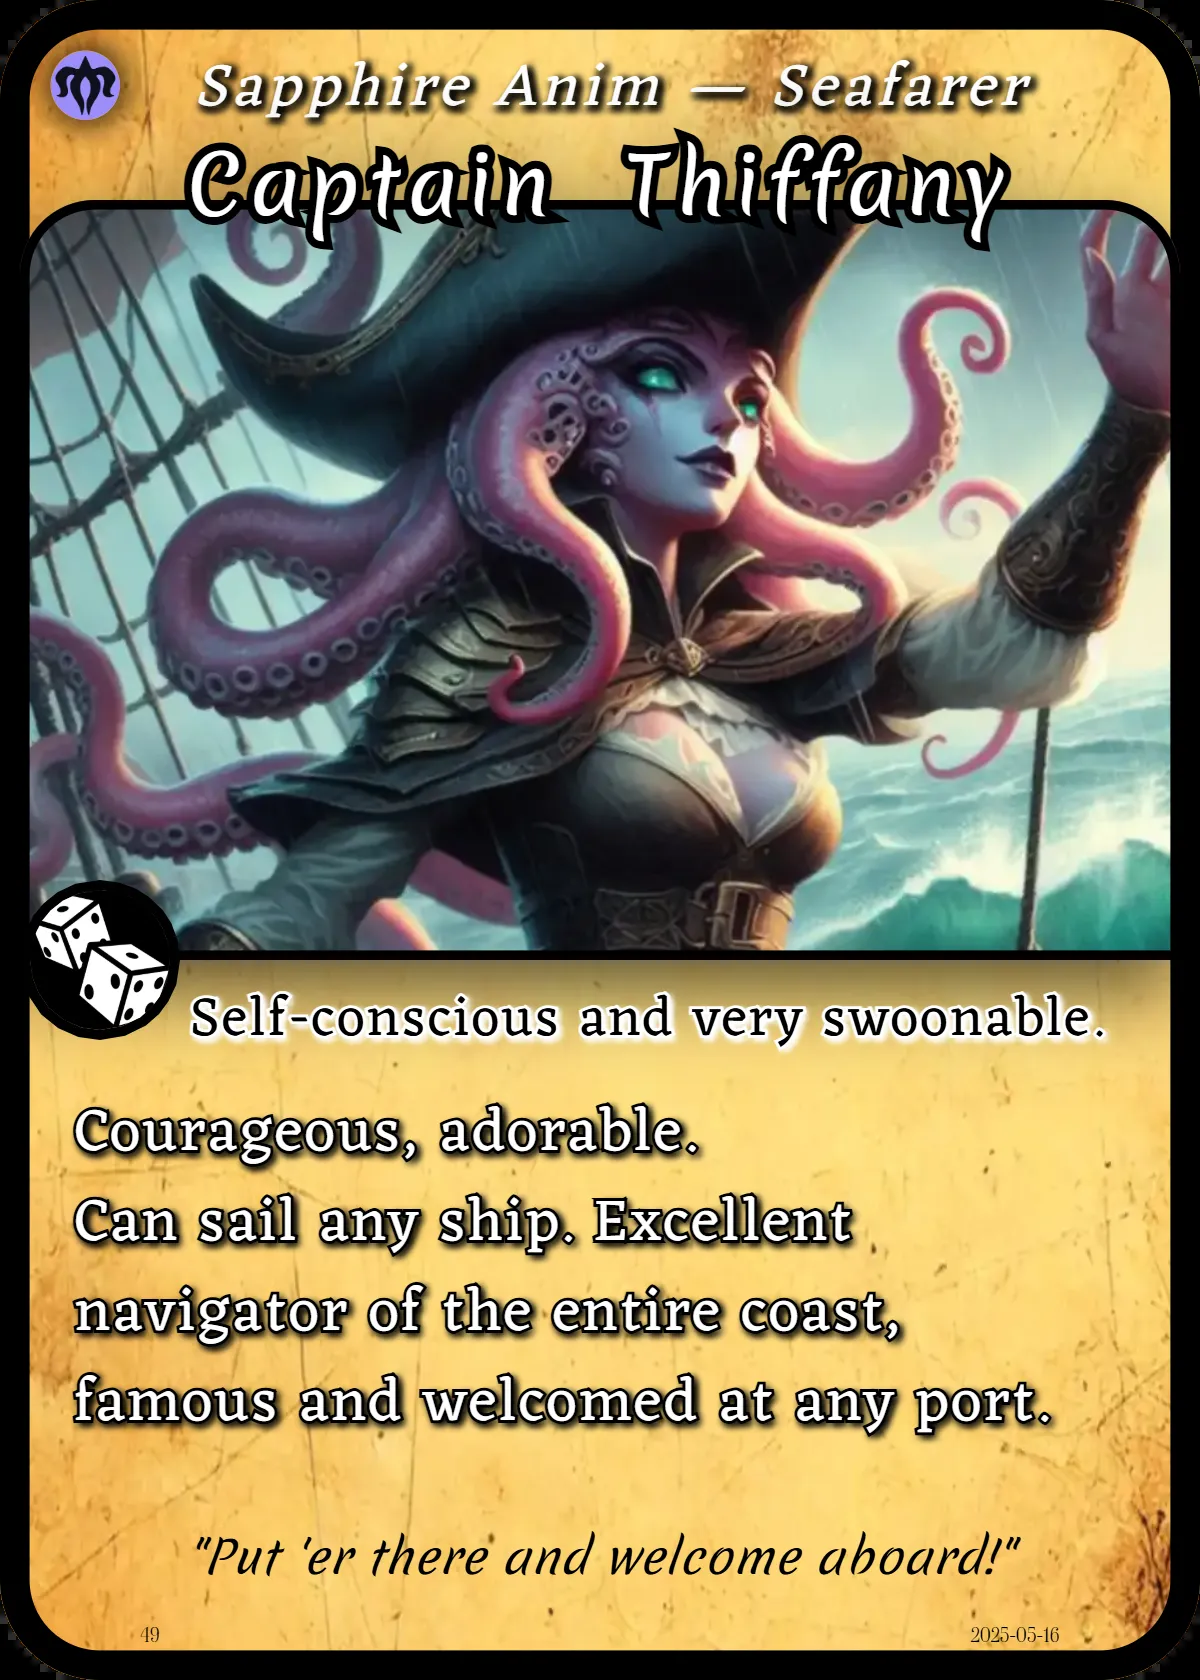 Sapphire Anim — Seafarer
Captain Thiffany
Self-conscious and very swoonable.
Courageous, adorable.
Can sail any ship. Excellent
navigator of the entire coast,
famous and welcomed at any port.
"Put 'er there and welcome aboard!"
49
2025-05-16